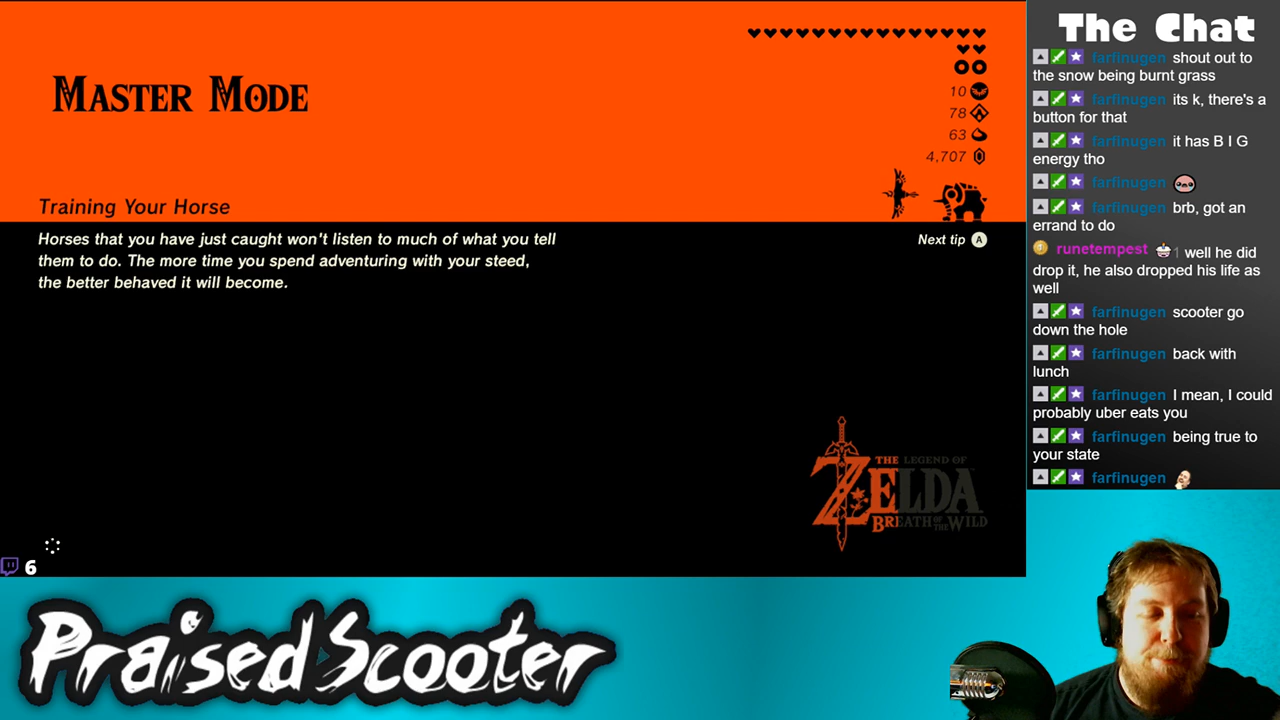 Master Mode
10
78
63
4,707
Training Your Horse
Horses that you have just caught won't listen to much of what you tell
them to do. The more time you spend adventuring with your steed,
the better behaved it will become.
Next tip A
THE LEGEND OF
ZELDA
BREATH OF THE WILD
6
PraisedScooter
The Chat
farfinugen shout out to
the snow being burnt grass
farfinugen its k, there's a
button for that
farfinugen it has B I G
energy tho
farfinugen
farfinugen brb, got an
errand to do
runetempest 1 well he did
drop it, he also dropped his life as
well
farfinugen scooter go
down the hole
farfinugen back with
lunch
farfinugen I mean, I could
probably uber eats you
farfinugen being true to
your state
farfinugen